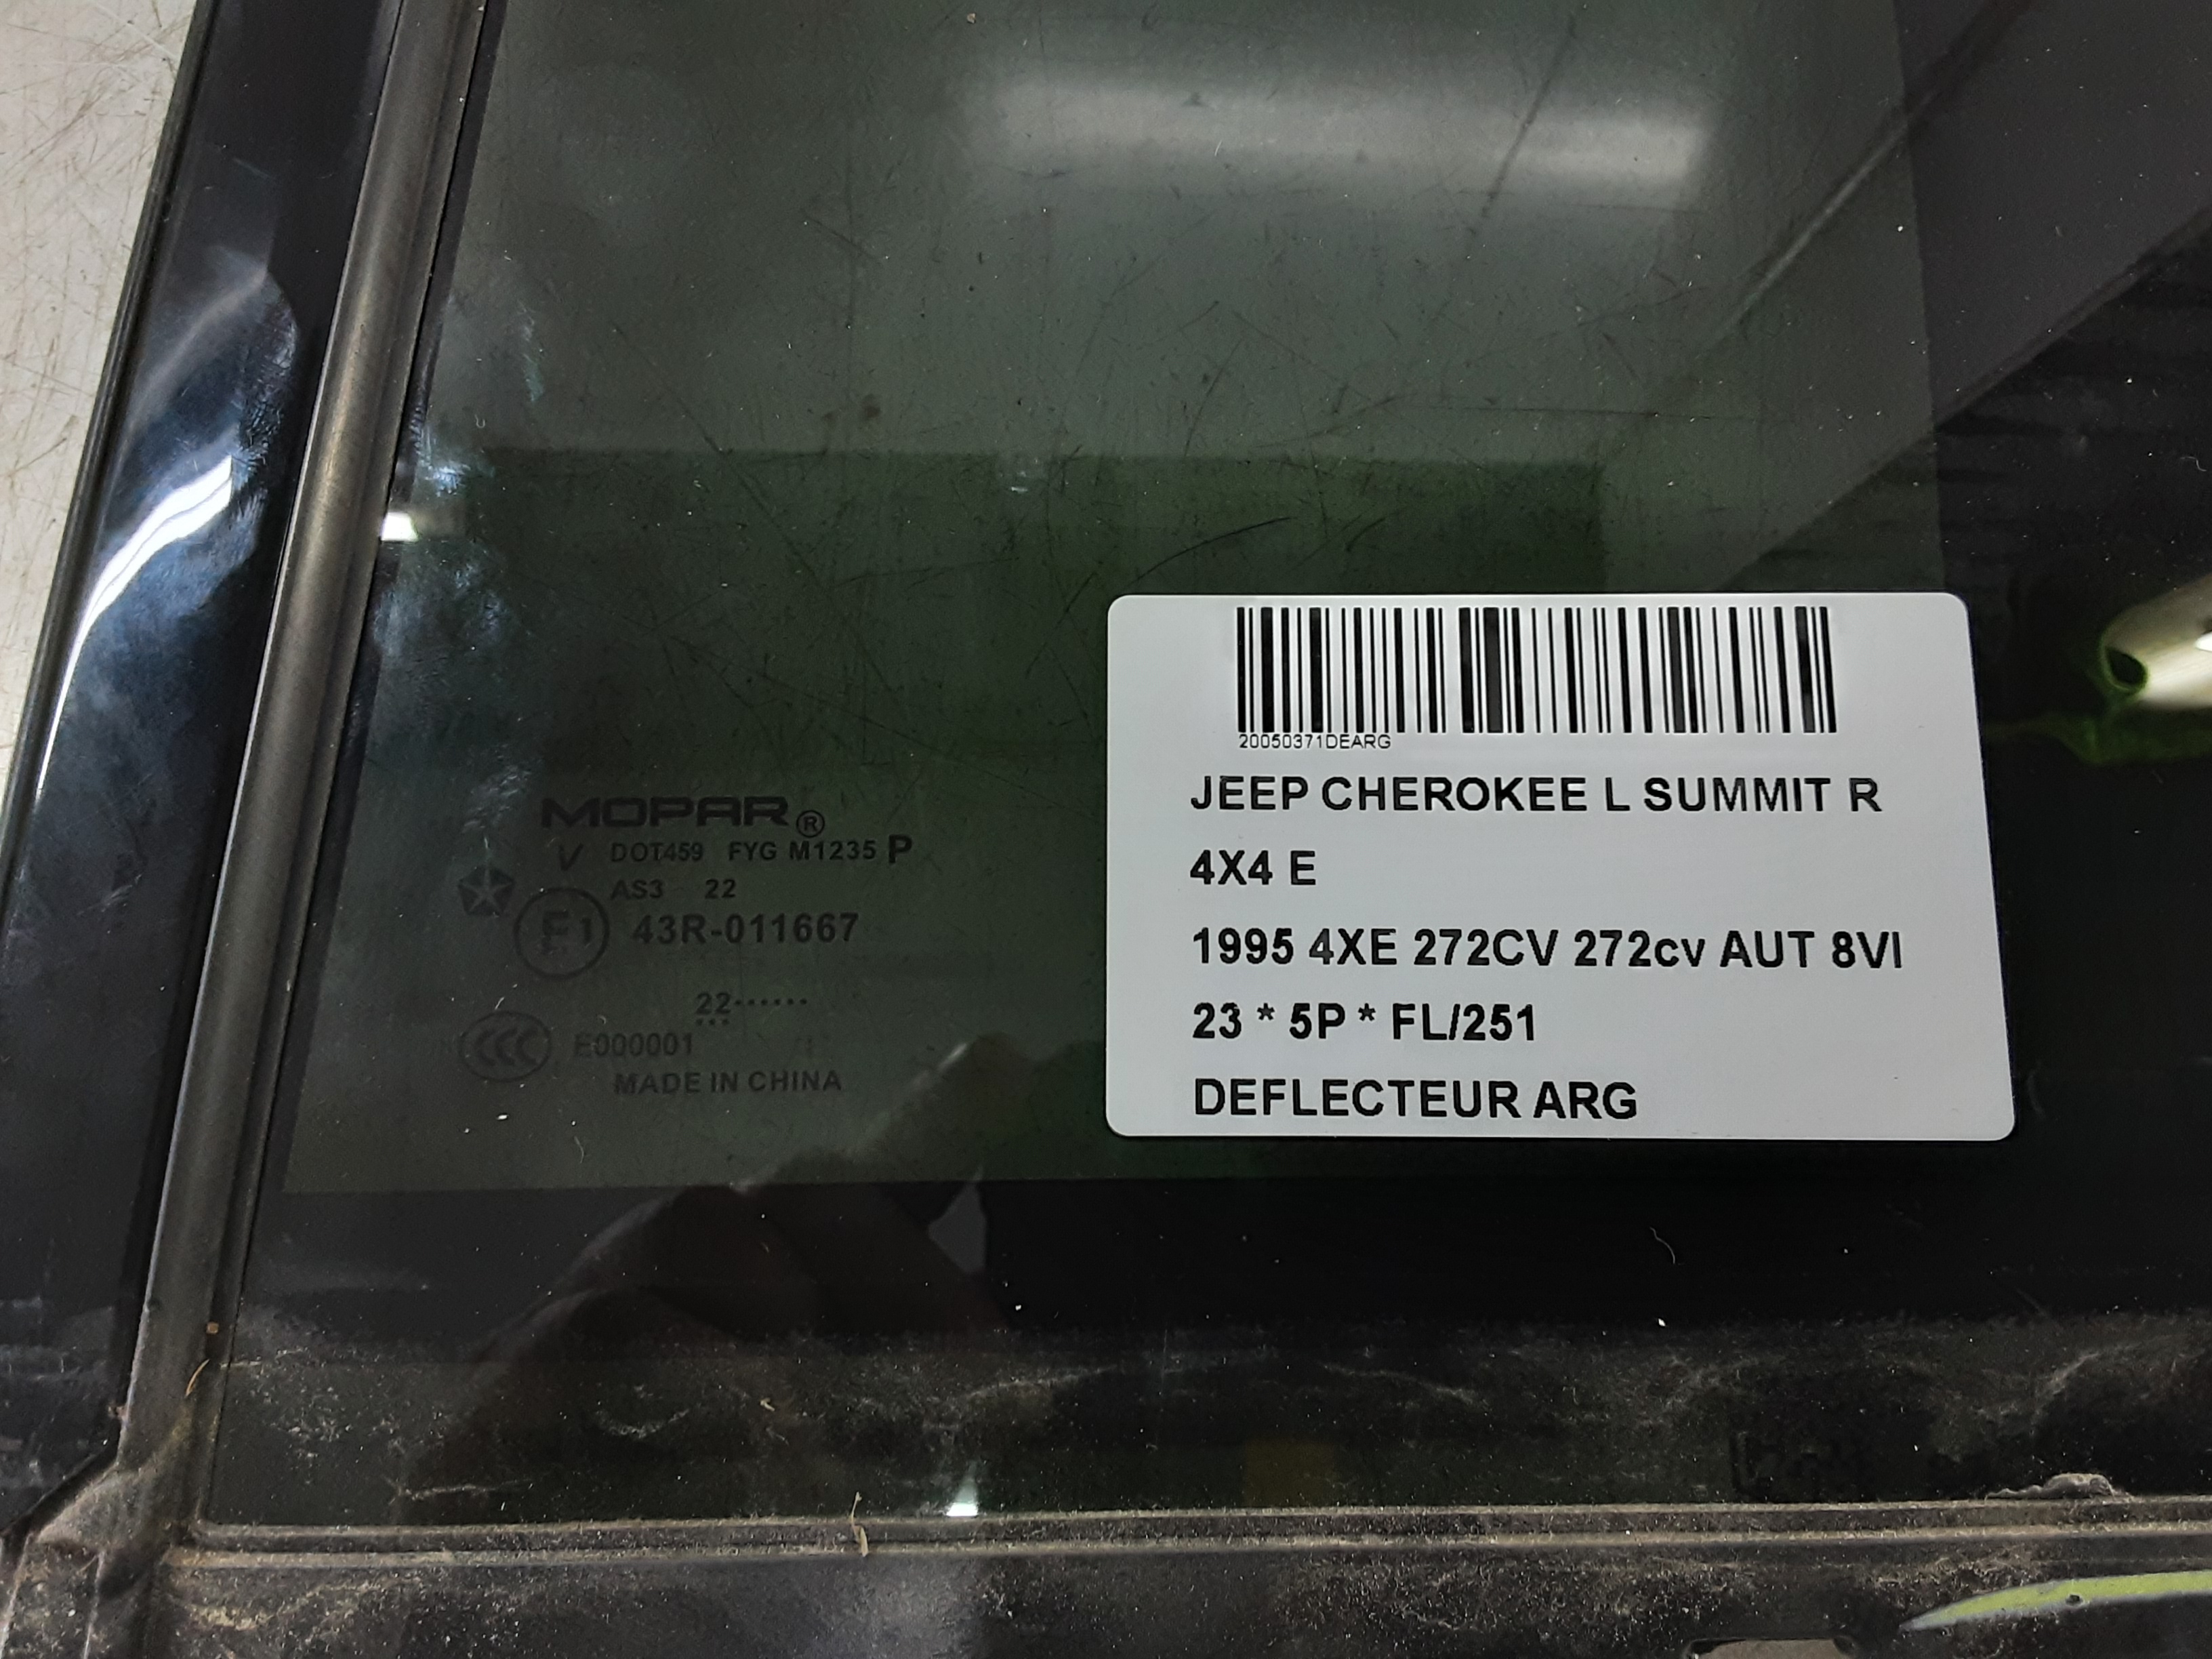 MOPAR®
V DOT459 FYG M1235 P
AS3 22
E1 43R-011667
22......
...
CCC E000001
MADE IN CHINA
20050371DEARG
JEEP CHEROKEE L SUMMIT R
4X4 E
1995 4XE 272CV 272cv AUT 8VI
23 * 5P * FL/251
DEFLECTEUR ARG